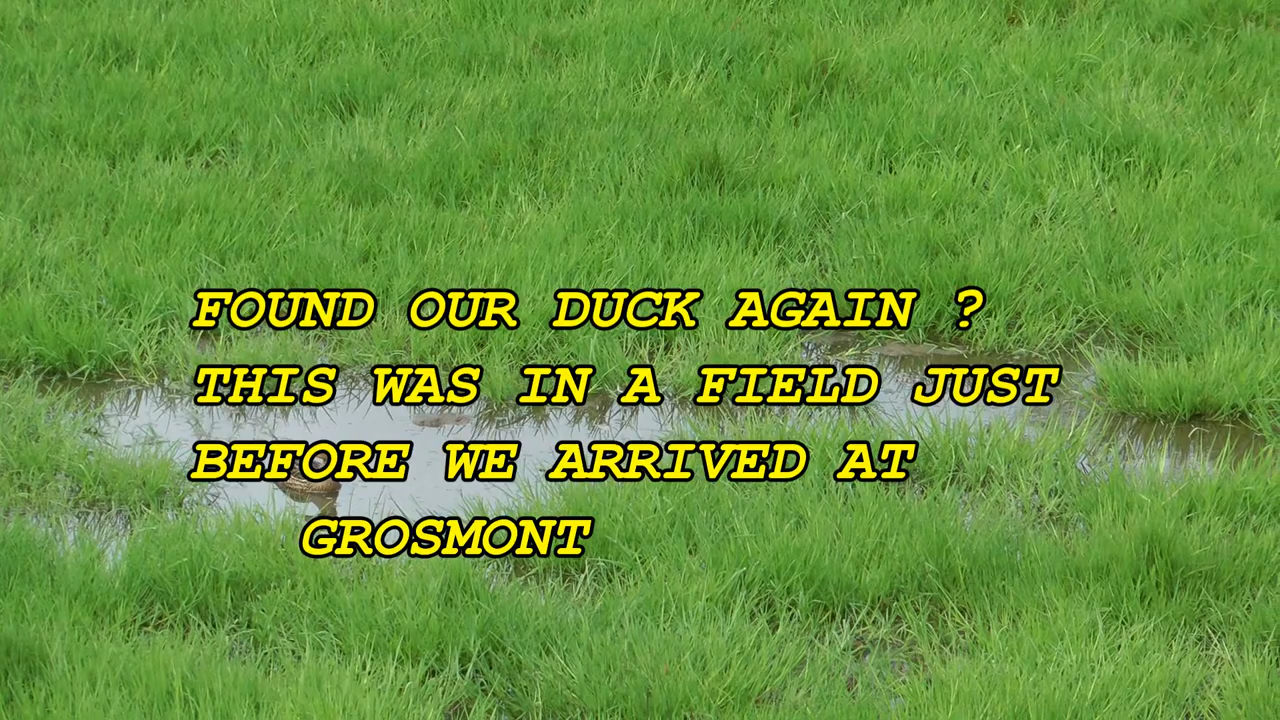 FOUND OUR DUCK AGAIN ?
THIS WAS IN A FIELD JUST
BEFORE WE ARRIVED AT
GROSMONT